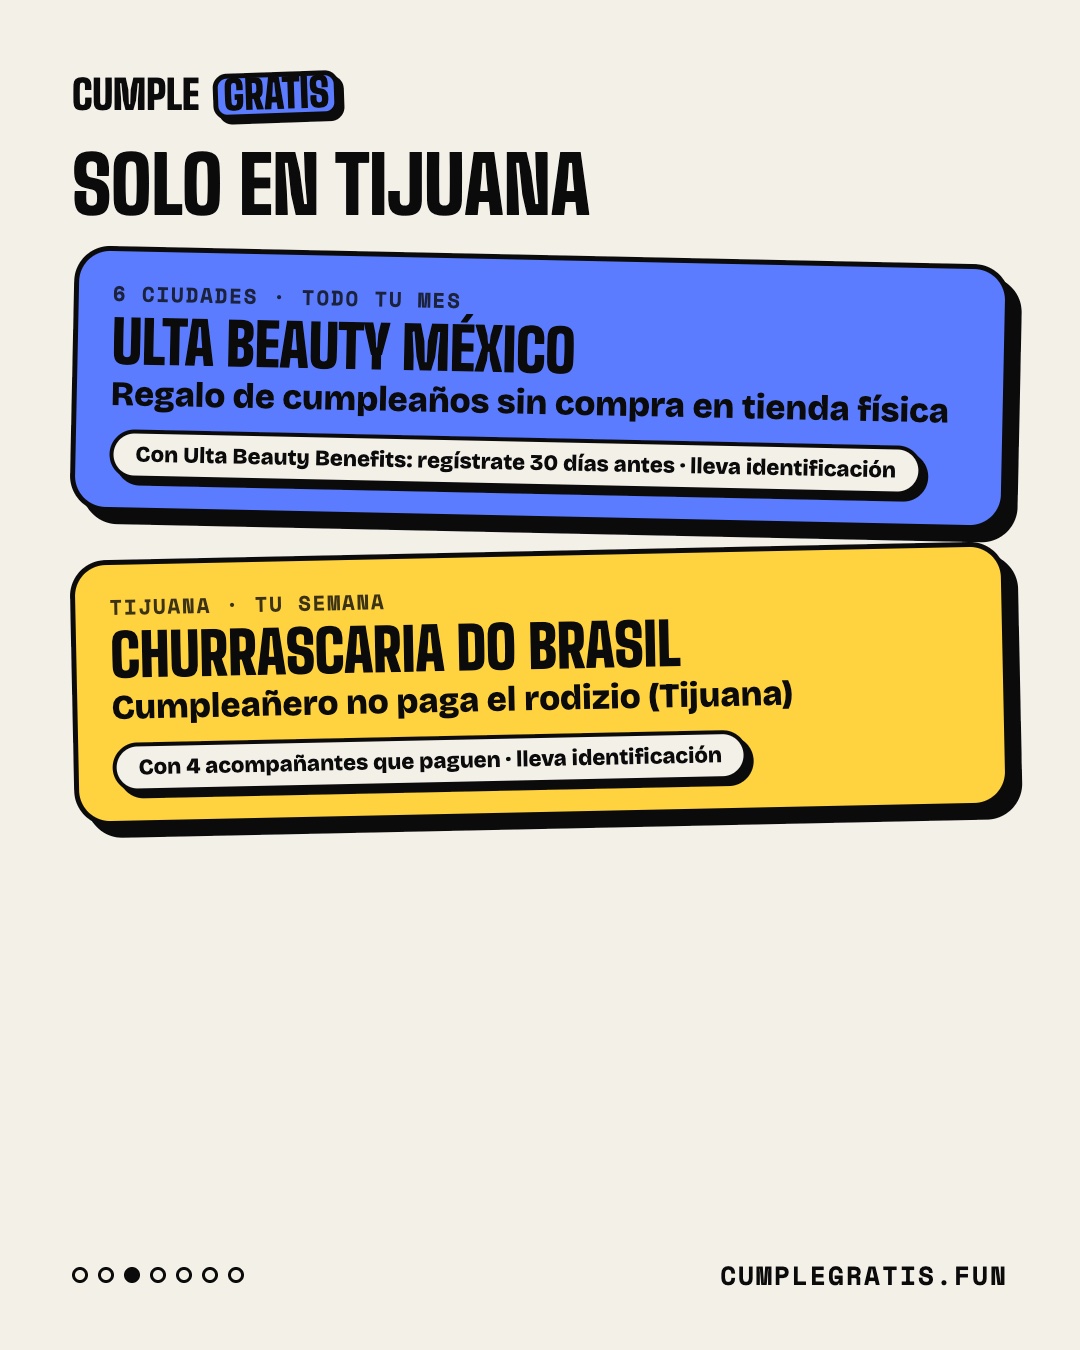 CUMPLE GRATIS
SOLO EN TIJUANA
6 CIUDADES · TODO TU MES
ULTA BEAUTY MÉXICO
Regalo de cumpleaños sin compra en tienda física
Con Ulta Beauty Benefits: regístrate 30 días antes · lleva identificación
TIJUANA · TU SEMANA
CHURRASCARIA DO BRASIL
Cumpleañero no paga el rodizio (Tijuana)
Con 4 acompañantes que paguen · lleva identificación
CUMPLEGRATIS.FUN